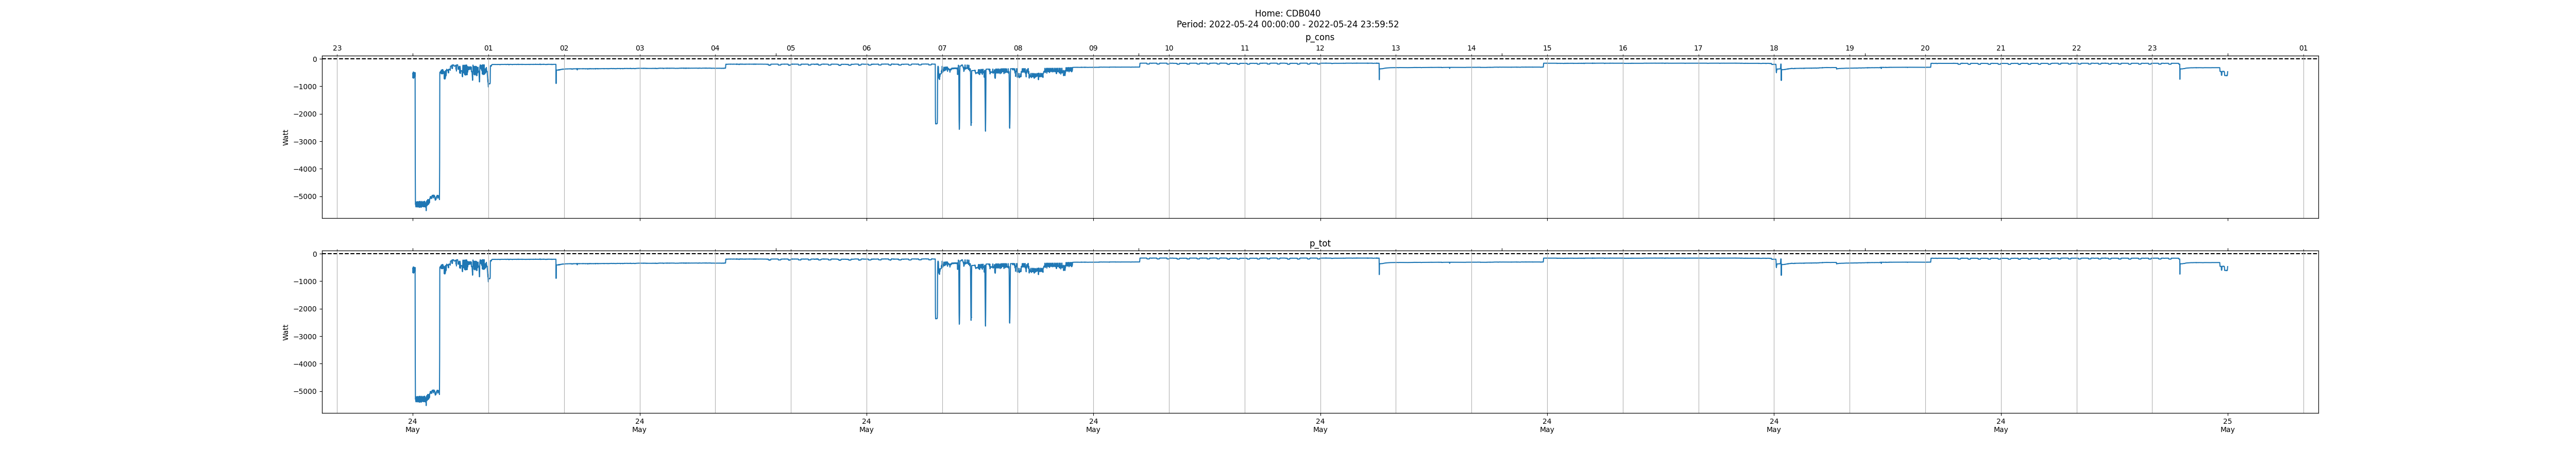 Home: CDB040
Period: 2022-05-24 00:00:00 - 2022-05-24 23:59:52
p_cons
23 01 02 03 04 05 06 07 08 09 10 11 12 13 14 15 16 17 18 19 20 21 22 23 01
0
−1000
−2000
−3000
−4000
−5000
Watt
p_tot
0
−1000
−2000
−3000
−4000
−5000
Watt
24 24 24 24 24 24 24 24 25
May May May May May May May May May